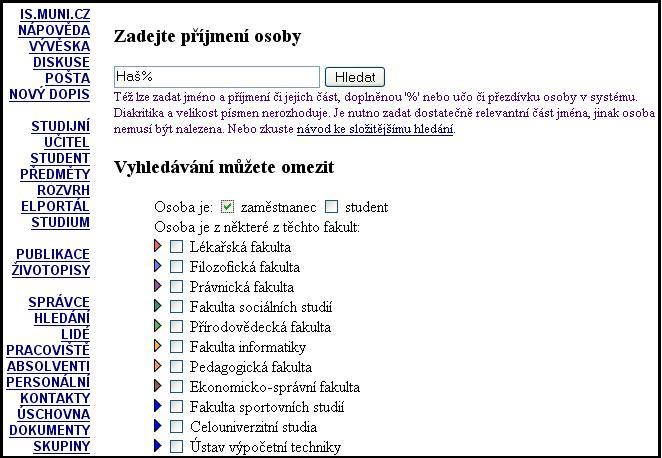 IS.MUNI.CZ
NÁPOVĚDA
VÝVĚSKA
DISKUSE
POŠTA
NOVÝ DOPIS
STUDIJNÍ
UČITEL
STUDENT
PŘEDMĚTY
ROZVRH
ELPORTÁL
STUDIUM
PUBLIKACE
ŽIVOTOPISY
SPRÁVCE
HLEDÁNÍ
LIDÉ
PRACOVIŠTĚ
ABSOLVENTI
PERSONÁLNÍ
KONTAKTY
ÚSCHOVNA
DOKUMENTY
SKUPINY
Zadejte příjmení osoby
Haš% Hledat
Též lze zadat jméno a příjmení či jejich část, doplněnou '%' nebo učo či přezdívku osoby v systému.
Diakritika a velikost písmen nerozhoduje. Je nutno zadat dostatečně relevantní část jména, jinak osoba
nemusí být nalezena. Nebo zkuste návod ke složitějšímu hledání.
Vyhledávání můžete omezit
Osoba je: zaměstnanec student
Osoba je z některé z těchto fakult:
Lékařská fakulta
Filozofická fakulta
Právnická fakulta
Fakulta sociálních studií
Přírodovědecká fakulta
Fakulta informatiky
Pedagogická fakulta
Ekonomicko-správní fakulta
Fakulta sportovních studií
Celouniverzitní studia
Ústav výpočetní techniky